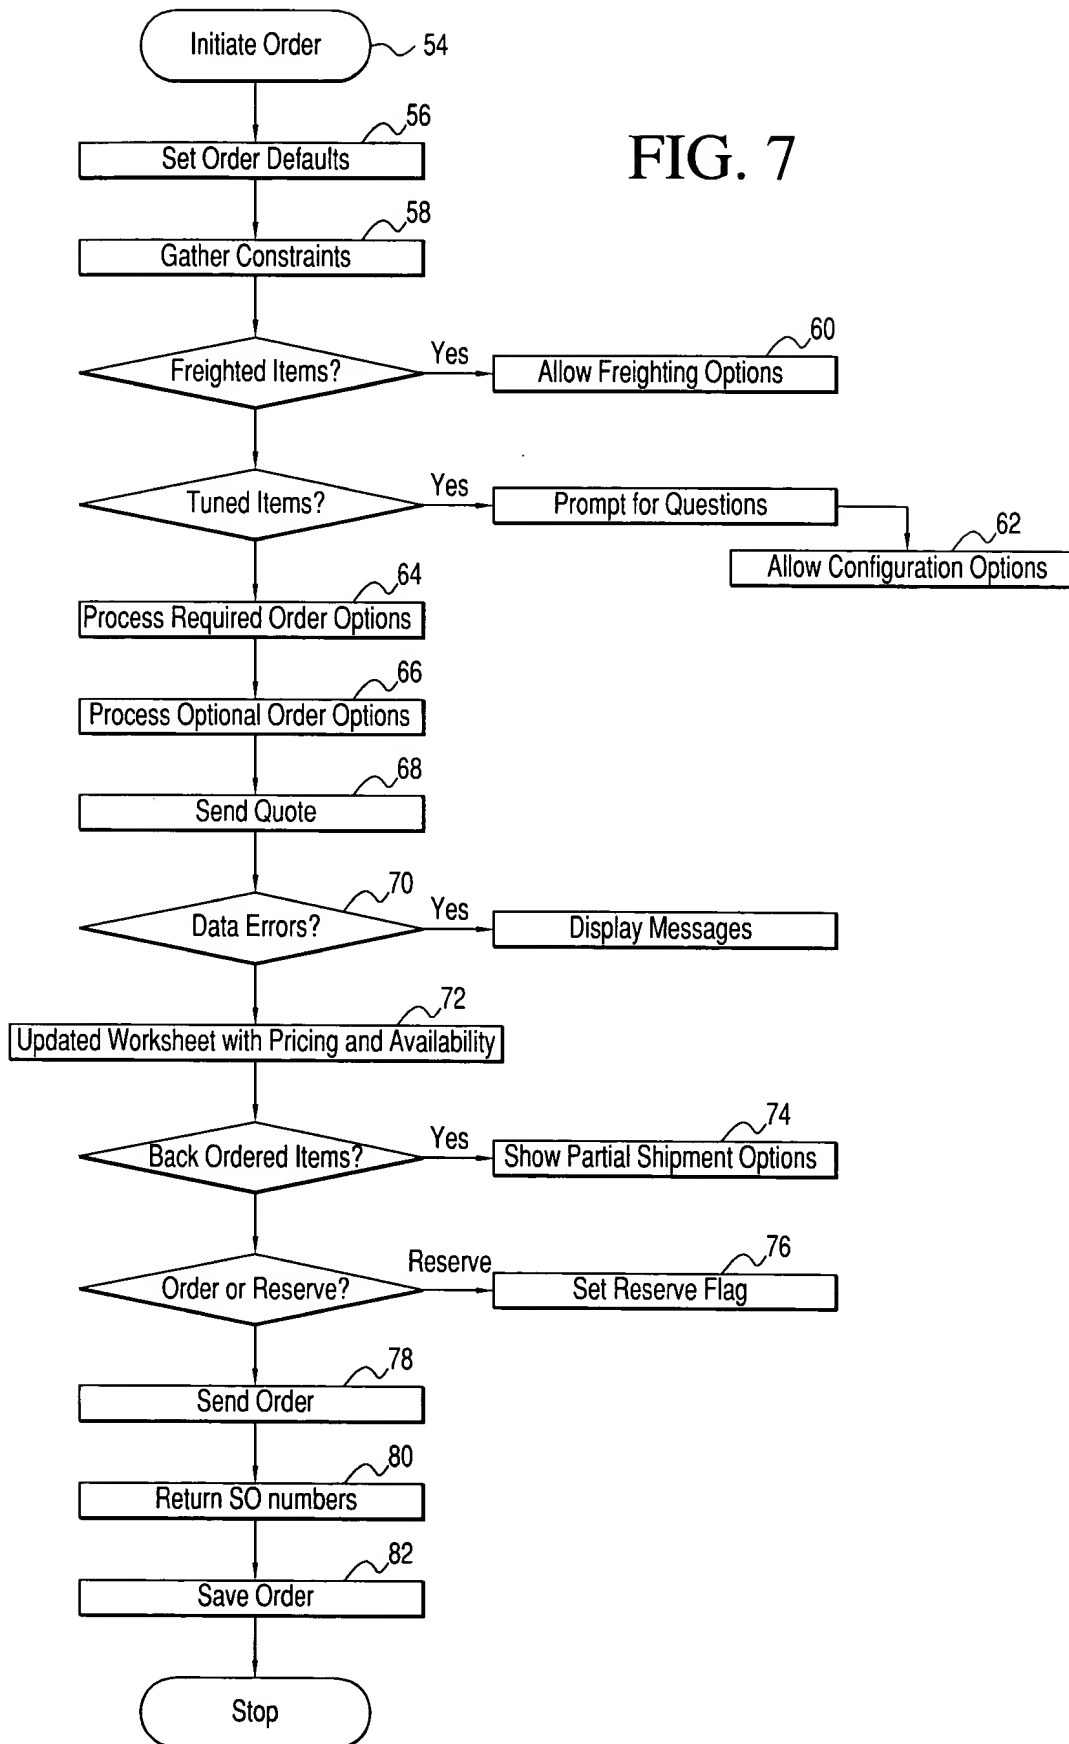 Initiate Order
54
FIG. 7
56
Set Order Defaults
58
Gather Constraints
Freighted Items?
Yes
60
Allow Freighting Options
Tuned Items?
Yes
Prompt for Questions
62
Allow Configuration Options
64
Process Required Order Options
66
Process Optional Order Options
68
Send Quote
70
Data Errors?
Yes
Display Messages
72
Updated Worksheet with Pricing and Availability
Back Ordered Items?
Yes
74
Show Partial Shipment Options
Order or Reserve?
Reserve
76
Set Reserve Flag
78
Send Order
80
Return SO numbers
82
Save Order
Stop